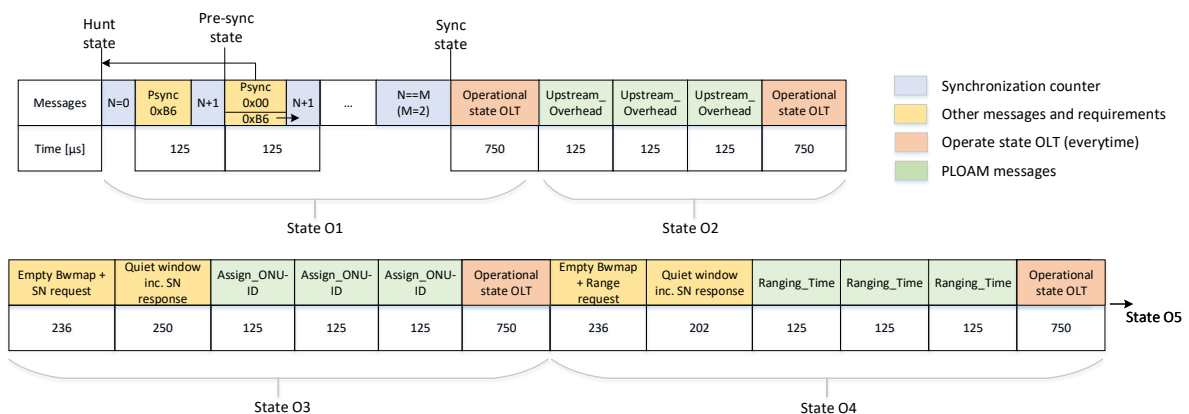 Hunt
state
Pre-sync
state
Sync
state
Messages
N=0
Psync
0xB6
N+1
Psync
0x00
0xB6
N+1
...
N==M
(M=2)
Operational
state OLT
Upstream_
Overhead
Upstream_
Overhead
Upstream_
Overhead
Operational
state OLT
Time [µs]
125
125
750
125
125
125
750
State O1
State O2
Synchronization counter
Other messages and requirements
Operate state OLT (everytime)
PLOAM messages
Empty Bwmap +
SN request
Quiet window
inc. SN
response
Assign_ONU-
ID
Assign_ONU-
ID
Assign_ONU-
ID
Operational
state OLT
Empty Bwmap
+ Range
request
Quiet window
inc. SN response
Ranging_Time
Ranging_Time
Ranging_Time
Operational
state OLT
236
250
125
125
125
750
236
202
125
125
125
750
State O5
State O3
State O4